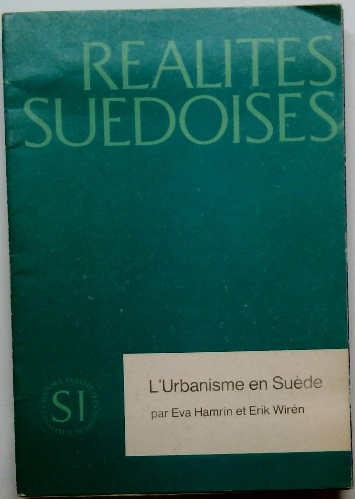 REALITES
SUEDOISES
L'Urbanisme en Suède
par Eva Hamrin et Erik Wirén
SI